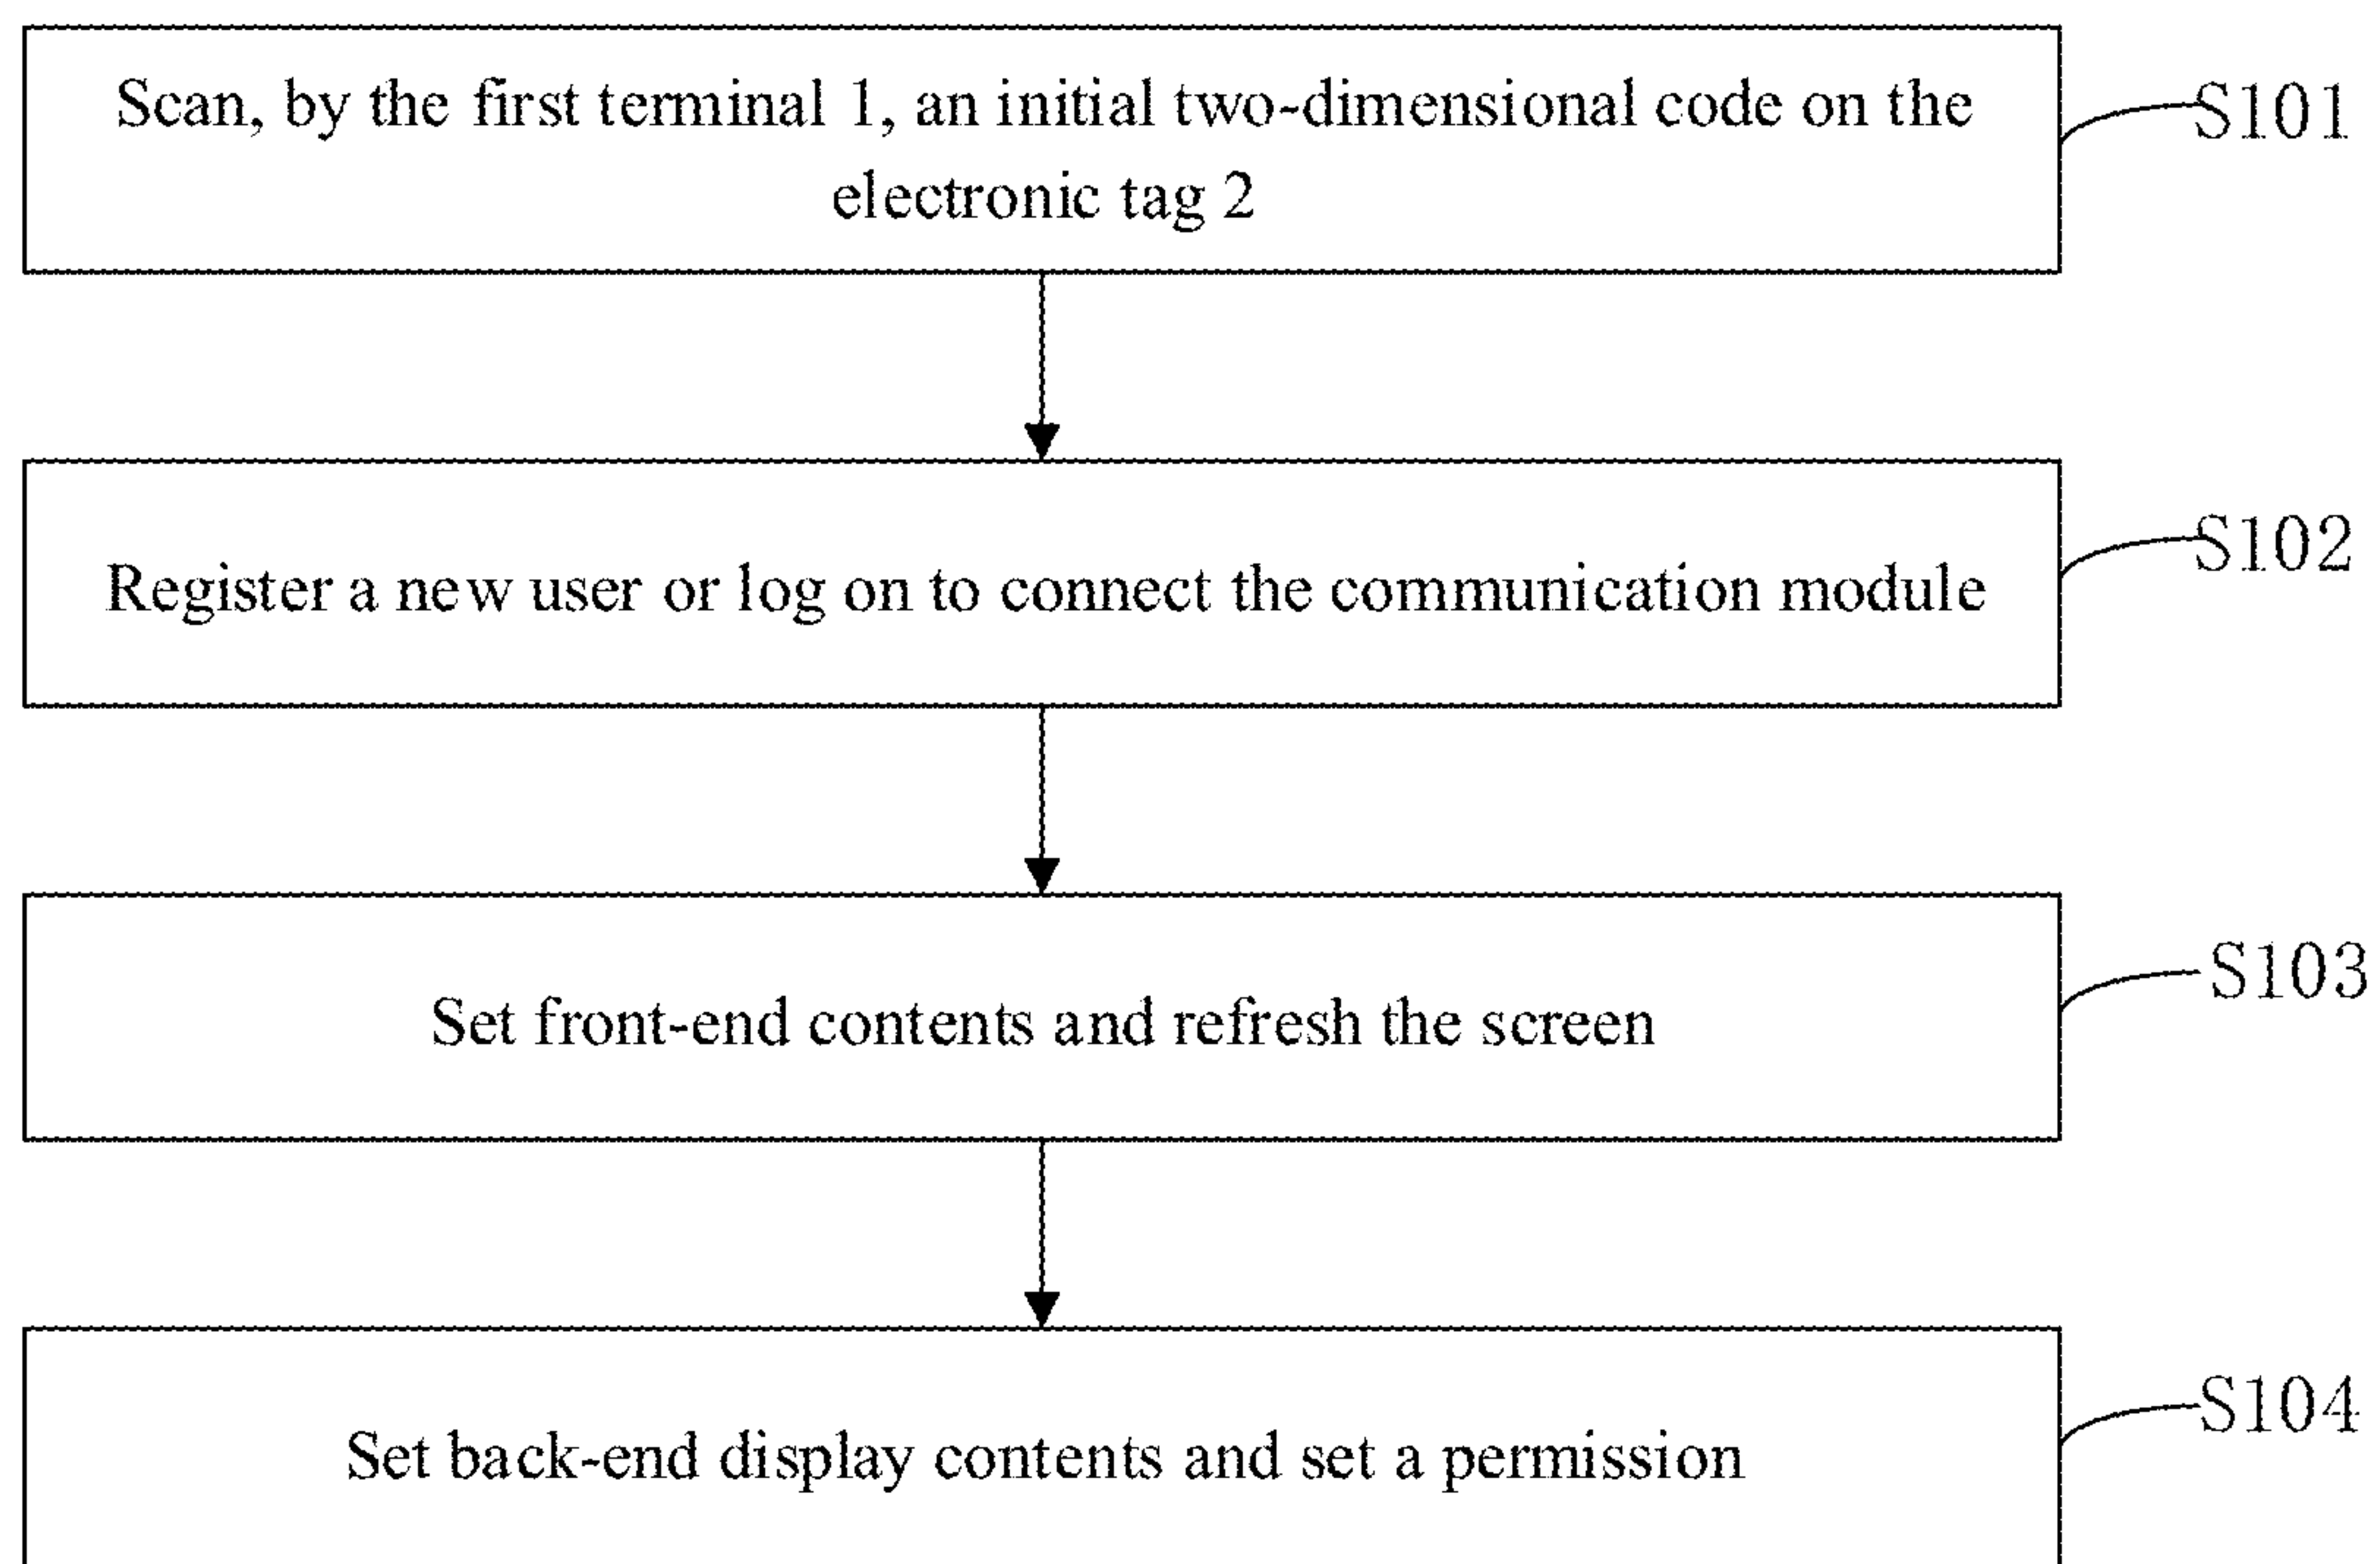 Scan, by the first terminal 1, an initial two-dimensional code on the
electronic tag 2
S101
Register a new user or log on to connect the communication module
S102
Set front-end contents and refresh the screen
S103
Set back-end display contents and set a permission
S104